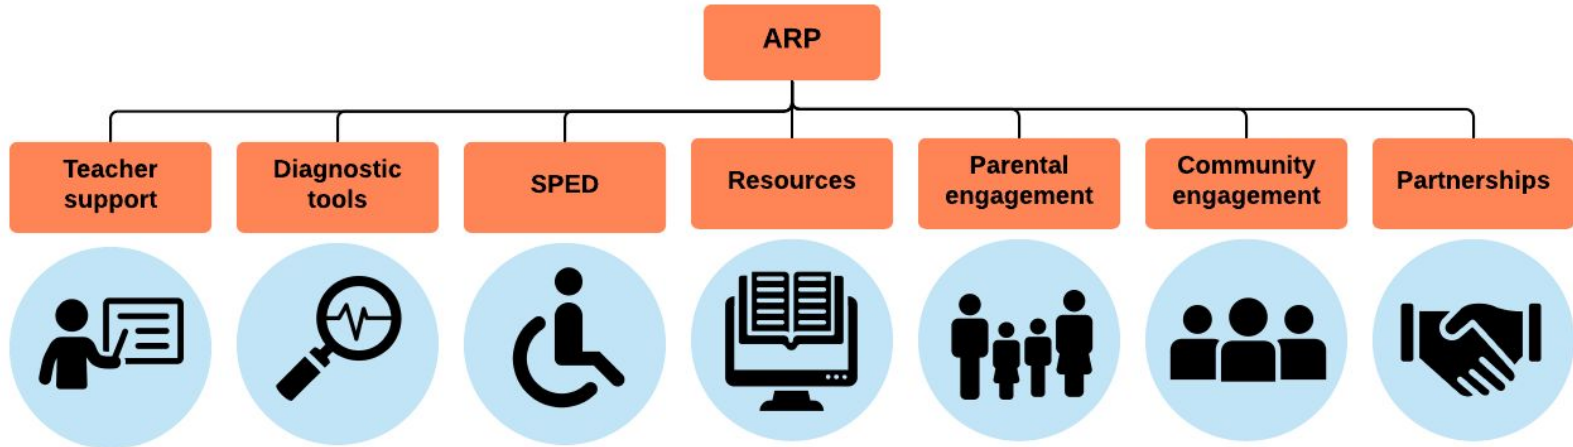 ARP
Teacher
support
Diagnostic
tools
SPED
Resources
Parental
engagement
Community
engagement
Partnerships